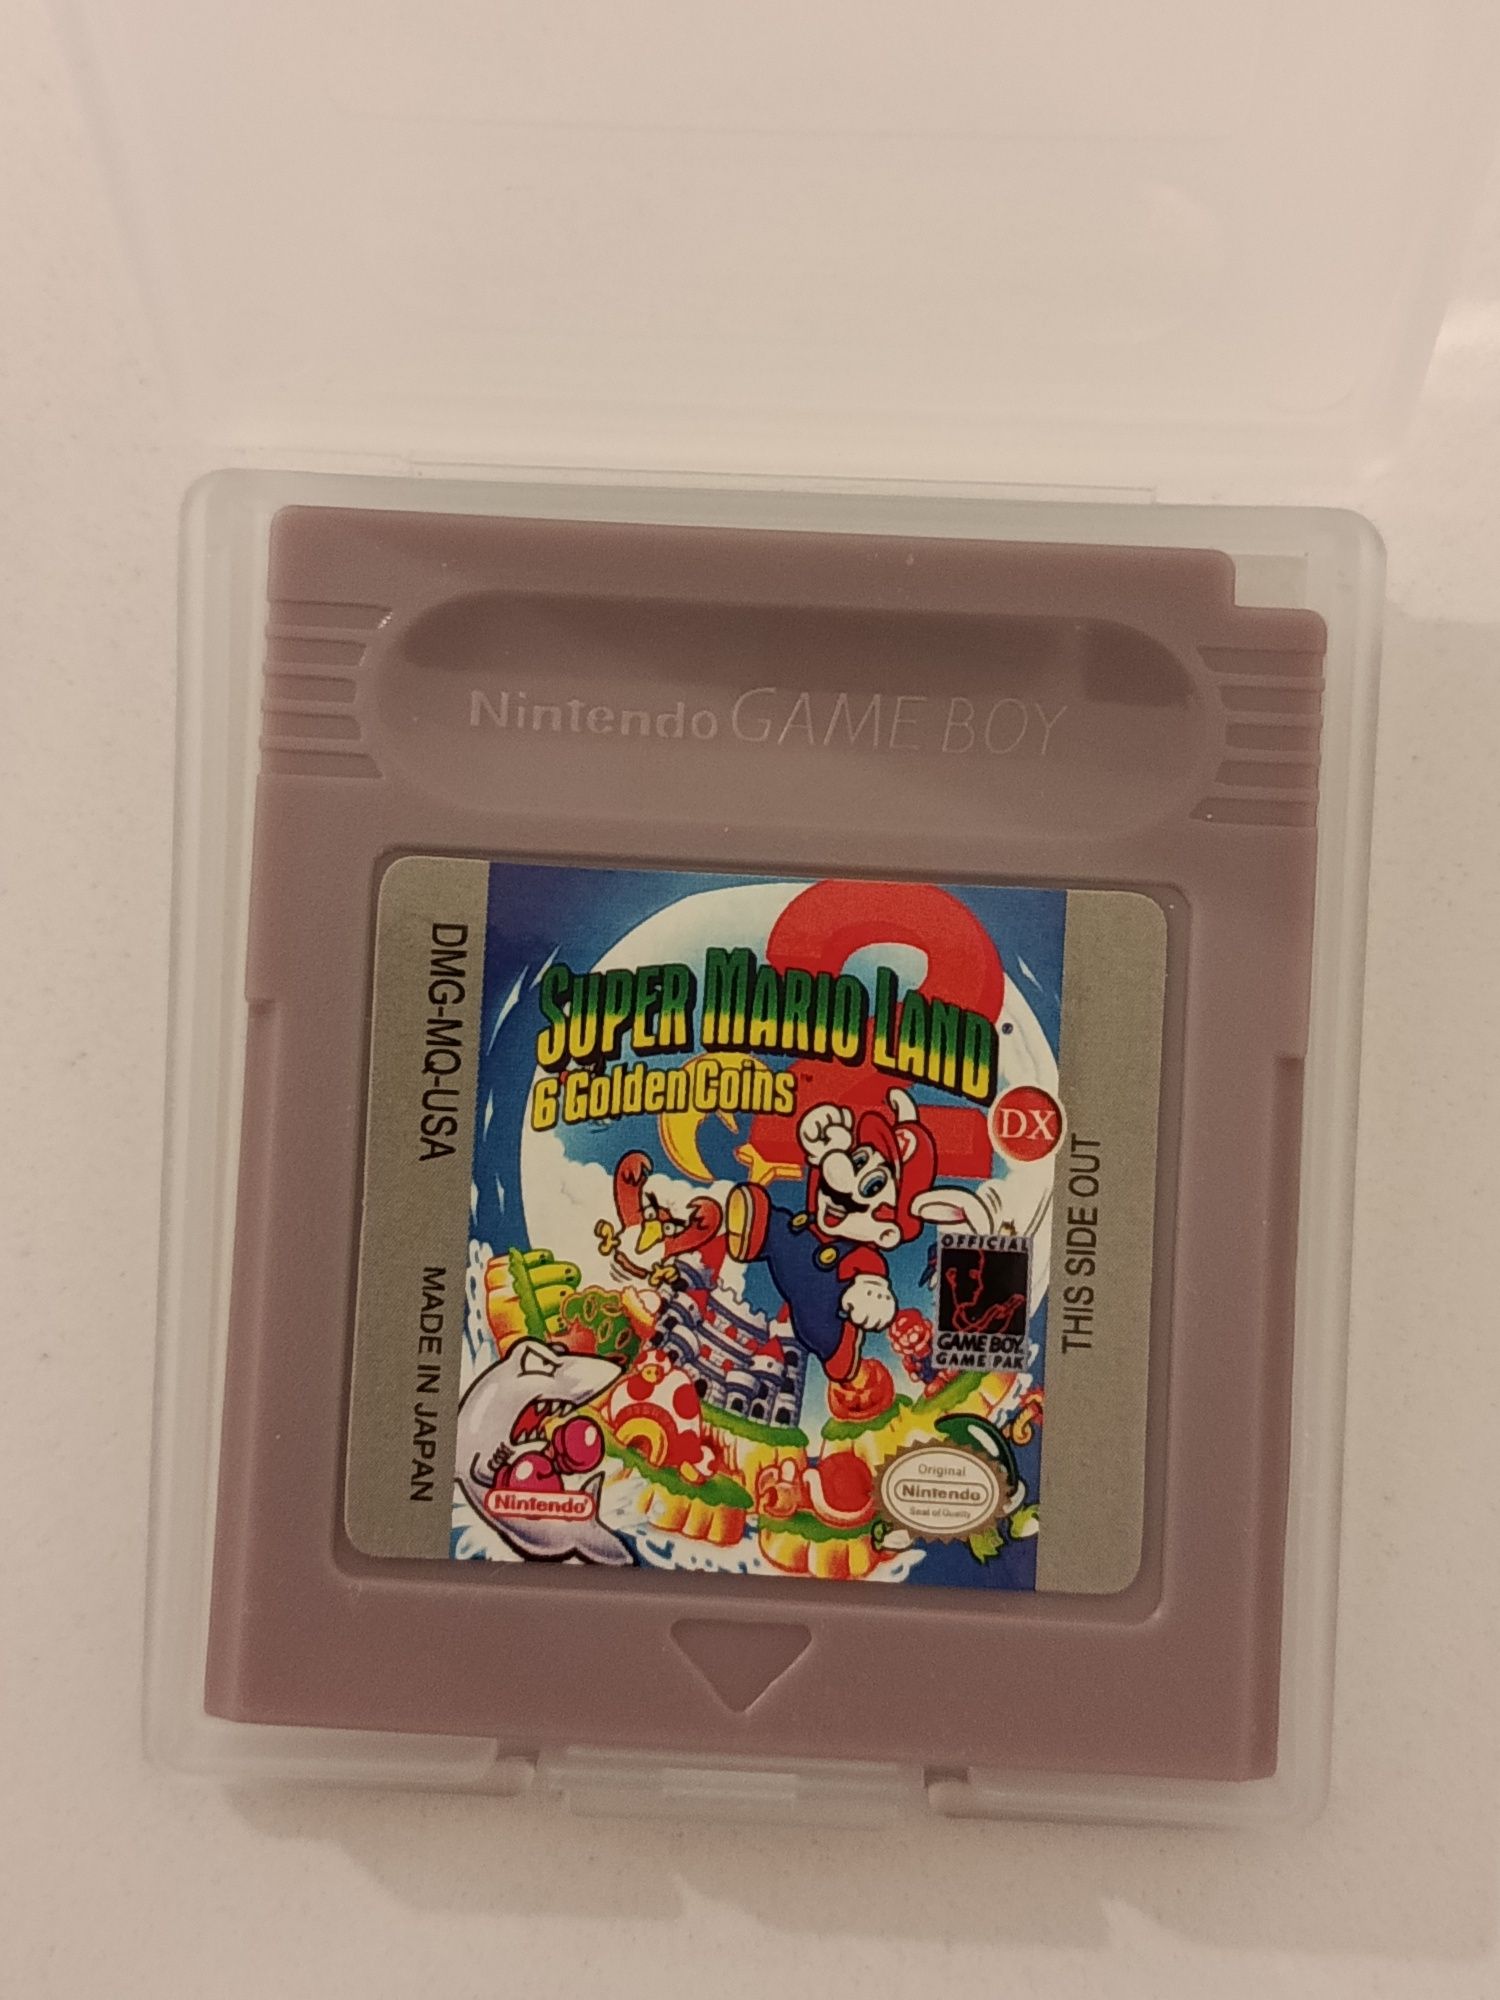 Nintendo GAME BOY
DMG-MQ-USA
MADE IN JAPAN
2
SUPER MARIO LAND®
6 Golden Coins™
DX
OFFICIAL
GAME BOY
GAME PAK
THIS SIDE OUT
Nintendo®
Original
Nintendo
Seal of Quality